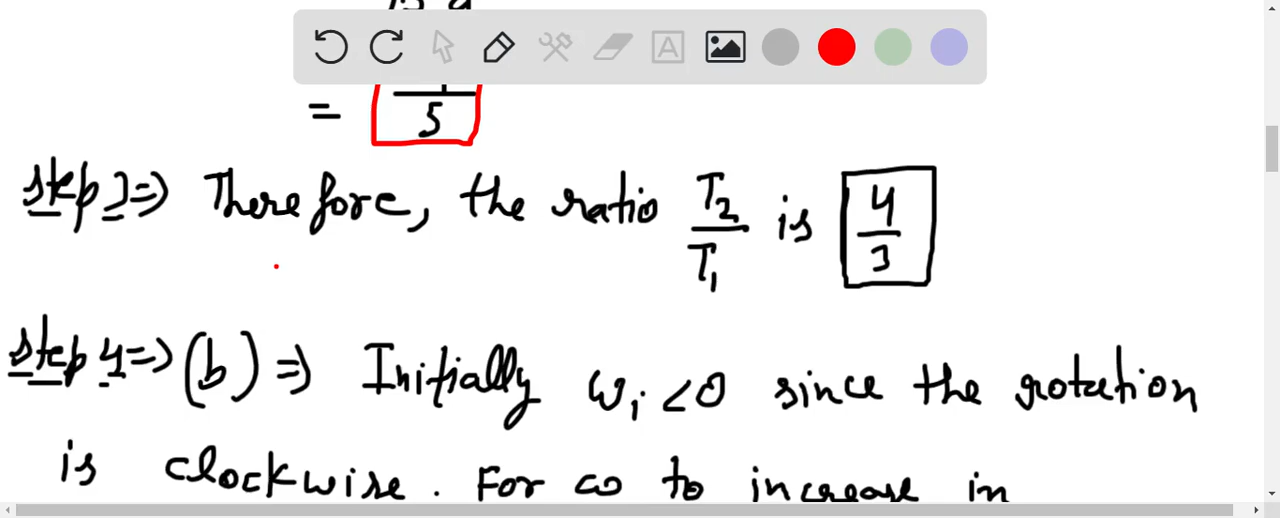 = 5
step 3⇒ Therefore, the ratio T₂/T₁ is 4/3
step 4⇒ (b) ⇒ Initially ωᵢ<0 since the rotation
is clockwise. For ω to increase in